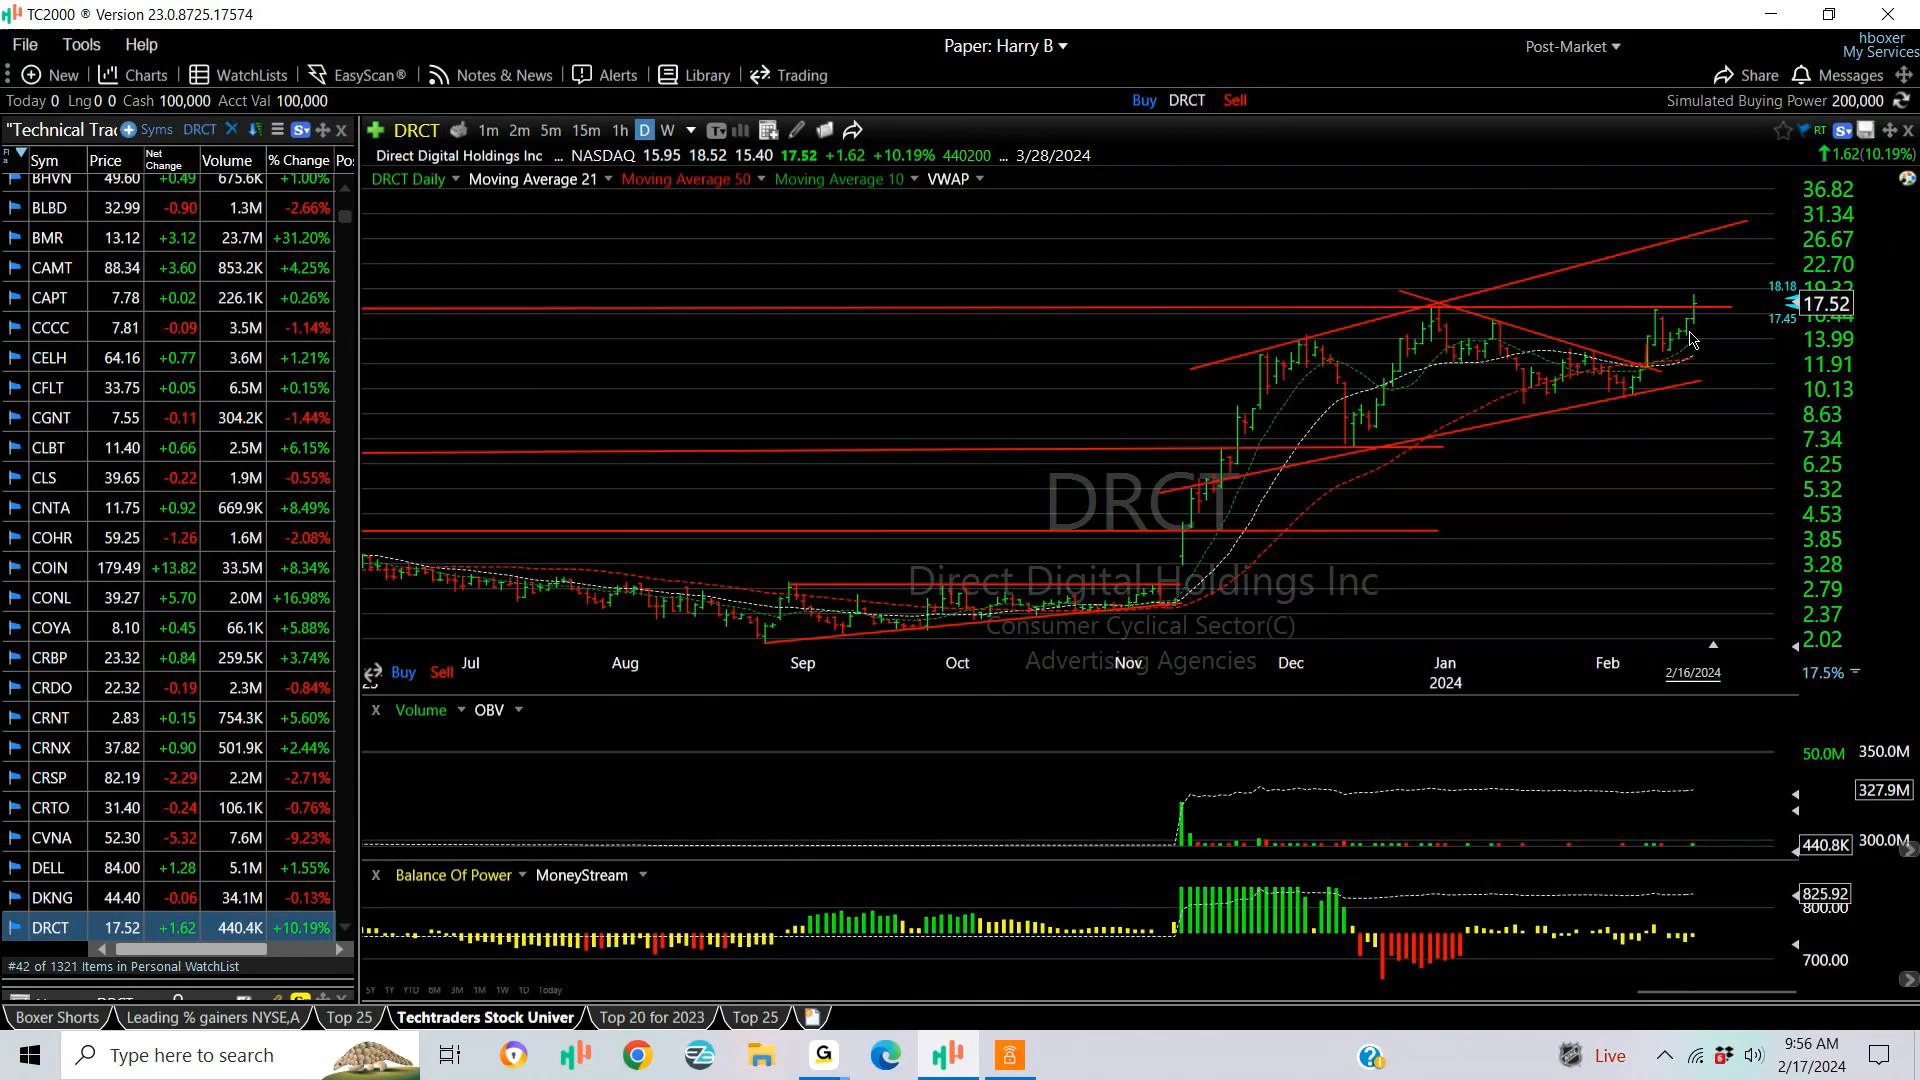 TC2000 ® Version 23.0.8725.17574
File Tools Help
Paper: Harry B
Post-Market
hboxer
My Services
New Charts WatchLists EasyScan® Notes & News Alerts Library Trading
Share Messages
Today 0 Lng 0 0 Cash 100,000 Acct Val 100,000
Buy DRCT Sell
Simulated Buying Power 200,000
"Technical Trac Syms DRCT
DRCT 1m 2m 5m 15m 1h D W
RT
Direct Digital Holdings Inc ... NASDAQ 15.95 18.52 15.40 17.52 +1.62 +10.19% 440200 ... 3/28/2024
1.62(10.19%)
DRCT Daily Moving Average 21 Moving Average 50 Moving Average 10 VWAP
Sym Price Net Change Volume % Change Po:
BHVN 49.60 +0.49 675.6K +1.00%
BLBD 32.99 -0.90 1.3M -2.66%
BMR 13.12 +3.12 23.7M +31.20%
CAMT 88.34 +3.60 853.2K +4.25%
CAPT 7.78 +0.02 226.1K +0.26%
CCCC 7.81 -0.09 3.5M -1.14%
CELH 64.16 +0.77 3.6M +1.21%
CFLT 33.75 +0.05 6.5M +0.15%
CGNT 7.55 -0.11 304.2K -1.44%
CLBT 11.40 +0.66 2.5M +6.15%
CLS 39.65 -0.22 1.9M -0.55%
CNTA 11.75 +0.92 669.9K +8.49%
COHR 59.25 -1.26 1.6M -2.08%
COIN 179.49 +13.82 33.5M +8.34%
CONL 39.27 +5.70 2.0M +16.98%
COYA 8.10 +0.45 66.1K +5.88%
CRBP 23.32 +0.84 259.5K +3.74%
CRDO 22.32 -0.19 2.3M -0.84%
CRNT 2.83 +0.15 754.3K +5.60%
CRNX 37.82 +0.90 501.9K +2.44%
CRSP 82.19 -2.29 2.2M -2.71%
CRTO 31.40 -0.24 106.1K -0.76%
CVNA 52.30 -5.32 7.6M -9.23%
DELL 84.00 +1.28 5.1M +1.55%
DKNG 44.40 -0.06 34.1M -0.13%
DRCT 17.52 +1.62 440.4K +10.19%
#42 of 1321 Items in Personal WatchList
36.82
31.34
26.67
22.70
18.18
17.52
17.45
13.99
11.91
10.13
8.63
7.34
6.25
5.32
4.53
3.85
3.28
2.79
2.37
2.02
DRCT
Direct Digital Holdings Inc
Consumer Cyclical Sector(C)
Advertising Agencies
Buy Sell Jul Aug Sep Oct Nov Dec Jan Feb
2024
2/16/2024
17.5%
X Volume OBV
50.0M 350.0M
327.9M
440.8K 300.0M
X Balance Of Power MoneyStream
825.92
800.00
700.00
5Y 1Y YTD 6M 3M 1M 1W 1D Today
Boxer Shorts Leading % gainers NYSE,A Top 25 Techtraders Stock Univer Top 20 for 2023 Top 25
Type here to search
Live
9:56 AM
2/17/2024